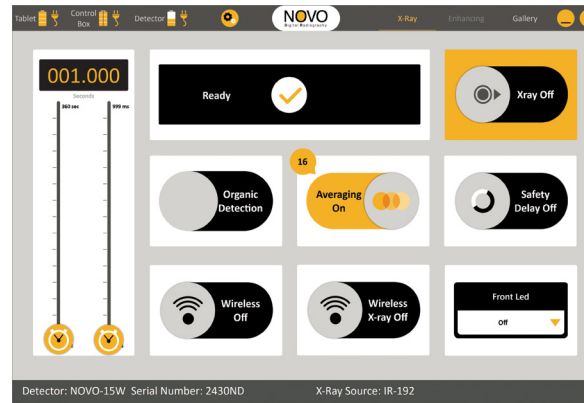 Tablet
Control
Box
Detector
NOVO
Digital Radiography
X-Ray
Enhancing
Gallery
001.000
Seconds
360 sec
999 ms
Ready
Xray Off
Organic
Detection
16
Averaging
On
Safety
Delay Off
Wireless
Off
Wireless
X-ray Off
Front Led
Off
Detector: NOVO-15W Serial Number: 2430ND
X-Ray Source: IR-192